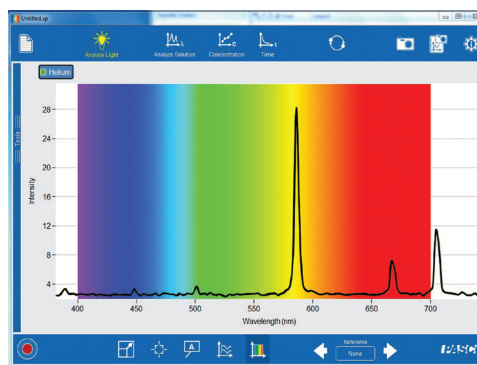 Untitled.sp
Analyze Light
Analyze Solution
Concentration
Time
Helium
Tools
Intensity
28
24
20
16
12
8
4
400
450
500
550
600
650
700
Wavelength(nm)
A
Reference
None